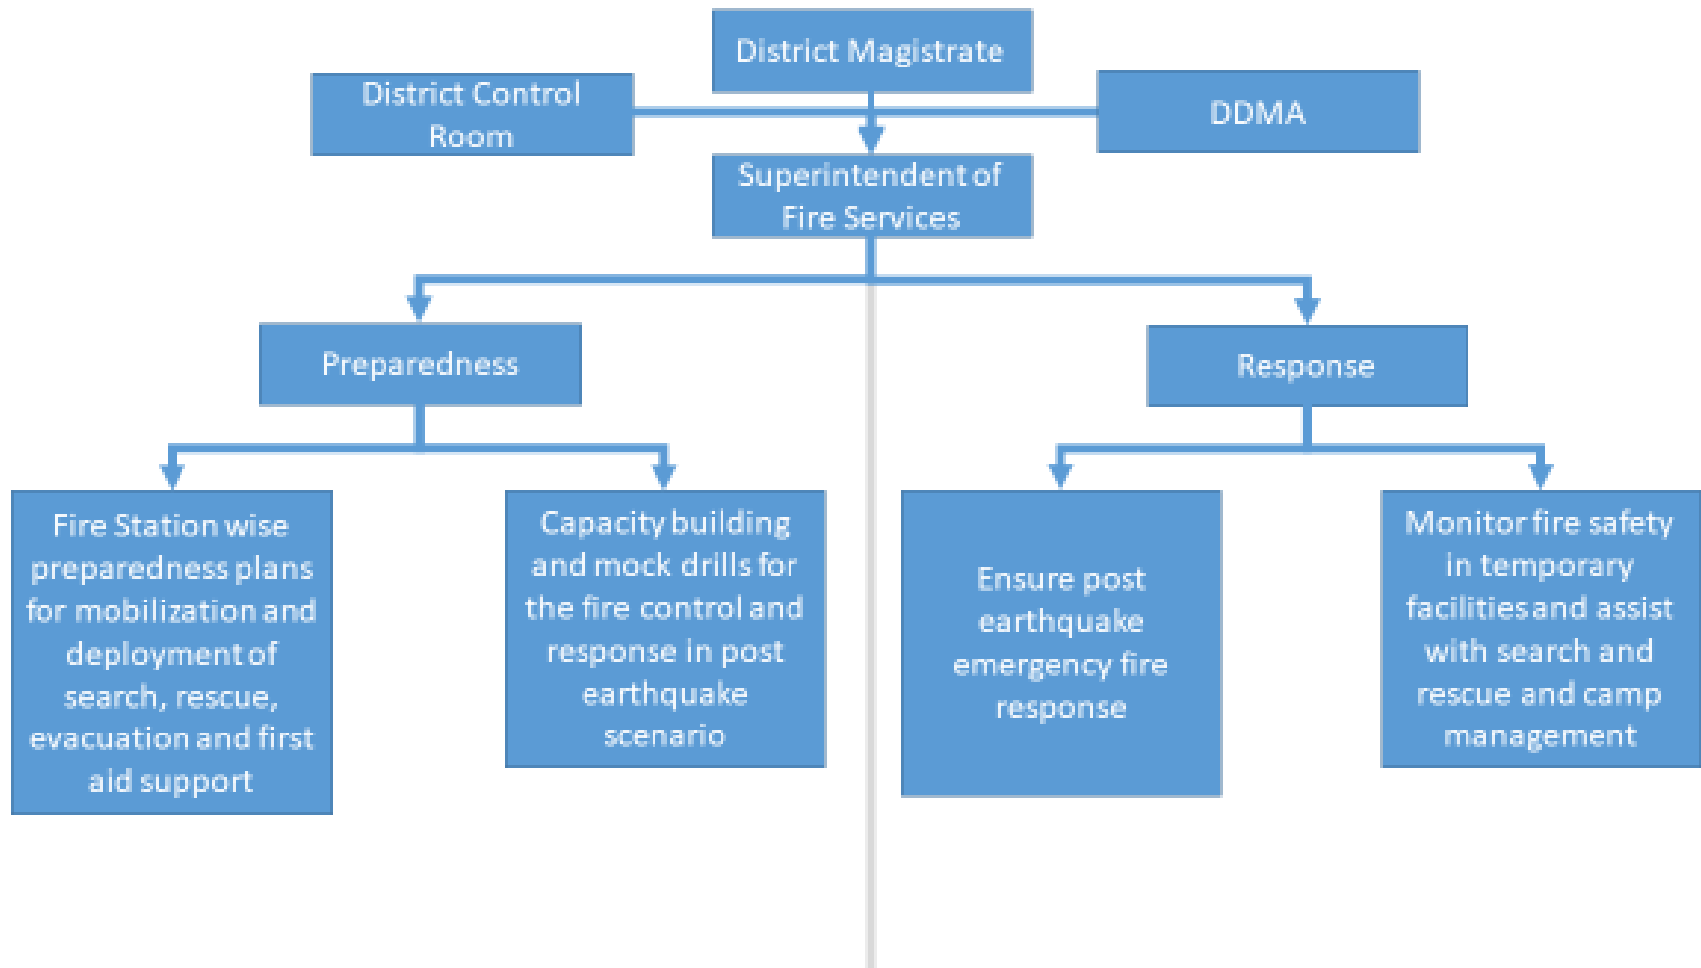 District Magistrate
District Control
Room
DDMA
Superintendent of
Fire Services
Preparedness
Response
Fire Station wise
preparedness plans
for mobilization and
deployment of
search, rescue,
evacuation and first
aid support
Capacity building
and mock drills for
the fire control and
response in post
earthquake
scenario
Ensure post
earthquake
emergency fire
response
Monitor fire safety
in temporary
facilities and assist
with search and
rescue and camp
management